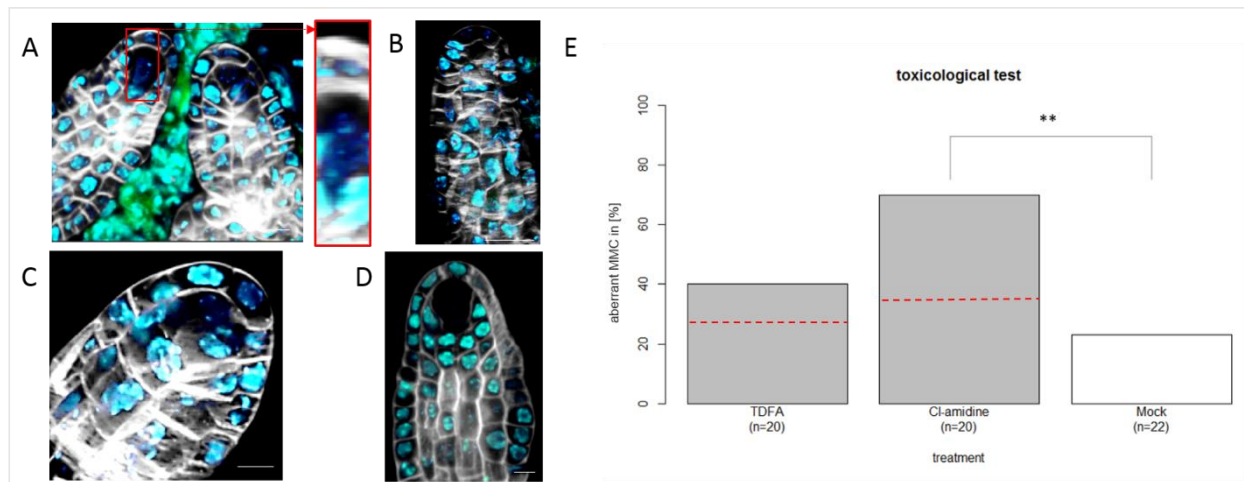 A
B
E
C
D
toxicological test
**
100
80
60
40
20
0
aberrant MMC in [%]
TDFA
(n=20)
Cl-amidine
(n=20)
Mock
(n=22)
treatment